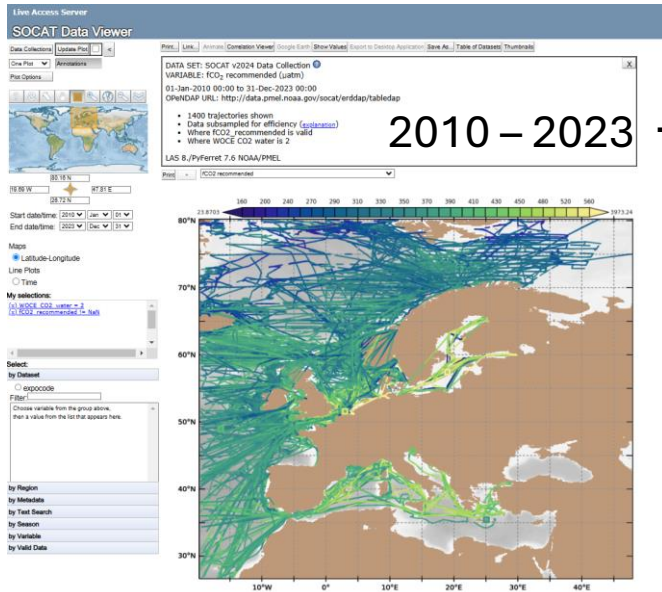 Live Access Server
SOCAT Data Viewer
Data Collections Update Plot <
Print... Link... Animate Correlation Viewer Google Earth Show Values Export to Desktop Application Save As... Table of Datasets Thumbnails
One Plot Annotations
Plot Options
DATA SET: SOCAT v2024 Data Collection ?
X
VARIABLE: fCO₂ recommended (µatm)
01-Jan-2010 00:00 to 31-Dec-2023 00:00
OPeNDAP URL: http://data.pmel.noaa.gov/socat/erddap/tabledap
• 1400 trajectories shown
• Data subsampled for efficiency (explanation)
• Where fCO2_recommended is valid
• Where WOCE CO2 water is 2
LAS 8./PyFerret 7.6 NOAA/PMEL
2010 – 2023
Print > fCO2 recommended
80.16 N
19.69 W 47.81 E
28.72 N
Start date/time: 2010 Jan 01
End date/time: 2023 Dec 31
Maps
Latitude-Longitude
Line Plots
Time
My selections:
(x) WOCE CO2 water = 2
(x) fCO2 recommended != NaN
Select:
by Dataset
expocode
Filter:
Choose variable from the group above,
then a value from the list that appears here.
by Region
by Metadata
by Text Search
by Season
by Variable
by Valid Data
160 200 240 270 290 310 330 350 370 390 410 430 450 480 520 560
23.8703 3973.24
80°N
70°N
60°N
50°N
40°N
30°N
10°W 0° 10°E 20°E 30°E 40°E